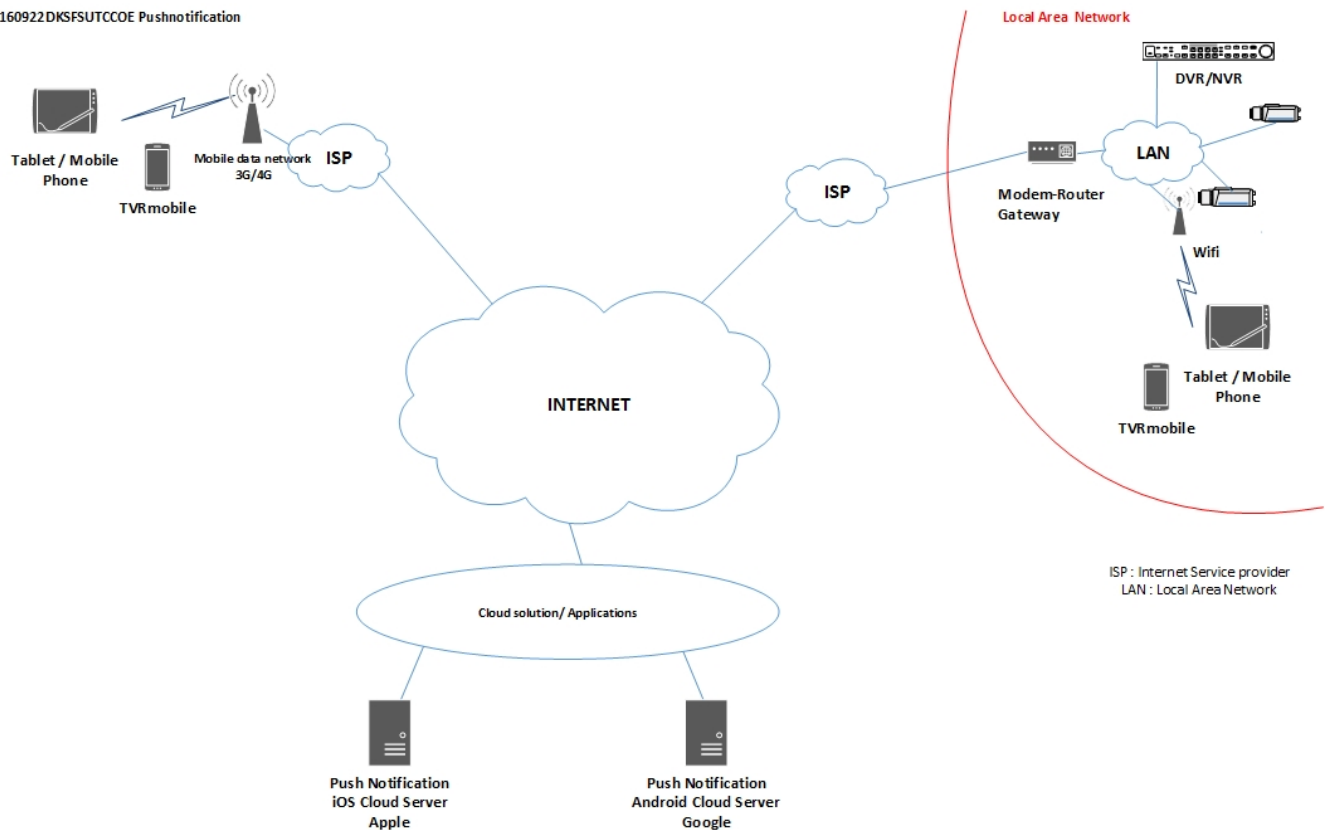 160922DKSFSUTCCOE Pushnotification
Local Area Network
DVR/NVR
Tablet / Mobile
Phone
TVRmobile
Mobile data network
3G/4G
ISP
ISP
Modem-Router
Gateway
LAN
Wifi
Tablet / Mobile
Phone
TVRmobile
INTERNET
ISP : Internet Service provider
LAN : Local Area Network
Cloud solution/ Applications
Push Notification
iOS Cloud Server
Apple
Push Notification
Android Cloud Server
Google